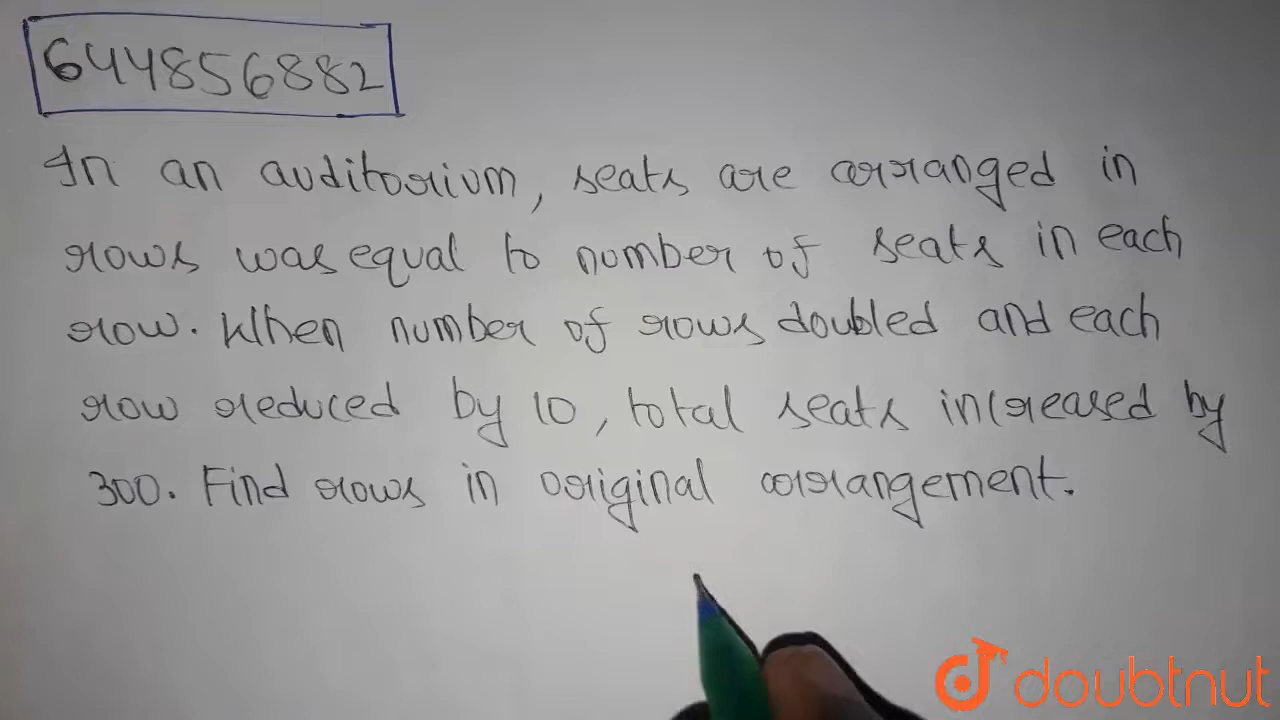 644856882
In an auditorium, seats are arranged in
rows was equal to number of seats in each
row. When number of rows doubled and each
row reduced by 10, total seats increased by
300. Find rows in original arrangement.
doubtnut